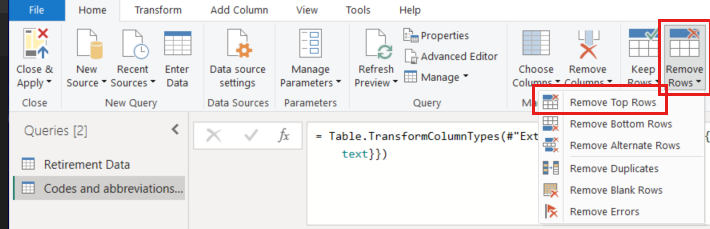 File Home Transform Add Column View Tools Help
Close & Apply
New Source
Recent Sources
Enter Data
Data source settings
Manage Parameters
Refresh Preview
Properties
Advanced Editor
Manage
Choose Columns
Remove Columns
Keep Rows
Remove Rows
Close New Query Data Sources Parameters Query
Remove Top Rows
Remove Bottom Rows
Remove Alternate Rows
Remove Duplicates
Remove Blank Rows
Remove Errors
Queries [2]
Retirement Data
Codes and abbreviations...
fx
= Table.TransformColumnTypes(#"Ext {
text}})